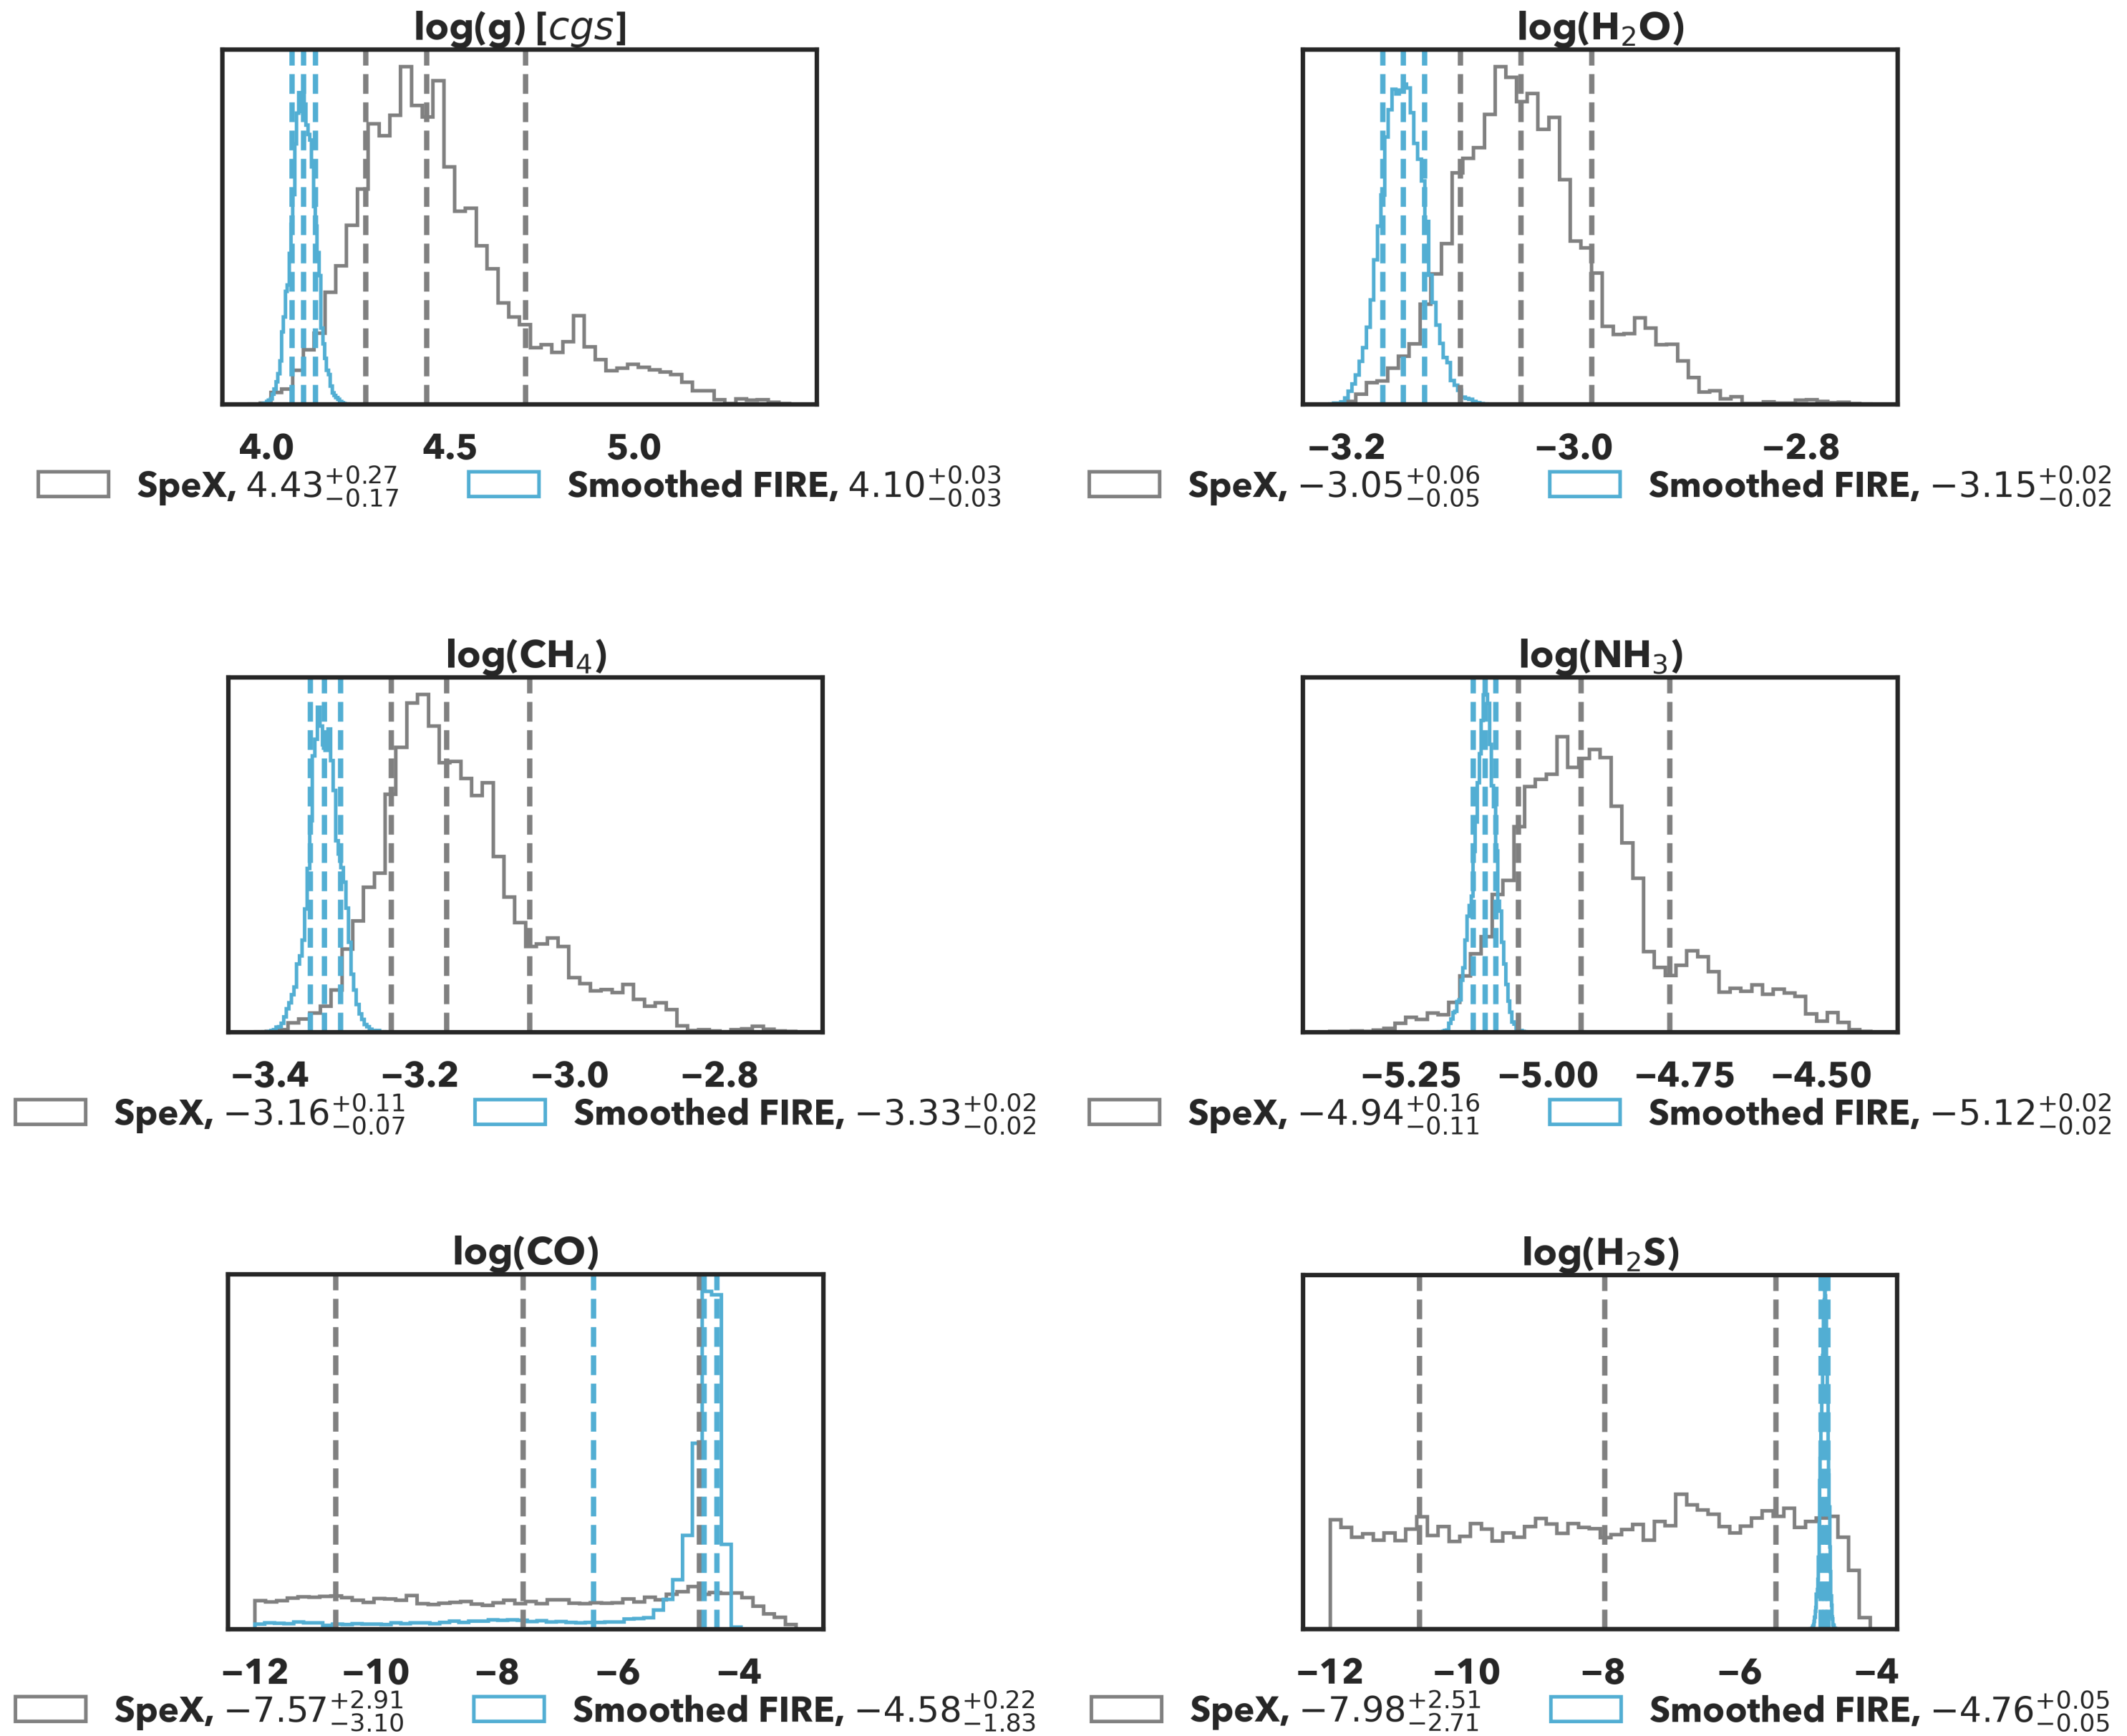 log(g) [cgs]
4.0 4.5 5.0
SpeX, 4.43 +0.27 −0.17 Smoothed FIRE, 4.10 +0.03 −0.03
log(H₂O)
−3.2 −3.0 −2.8
SpeX, −3.05 +0.06 −0.05 Smoothed FIRE, −3.15 +0.02 −0.02
log(CH₄)
−3.4 −3.2 −3.0 −2.8
SpeX, −3.16 +0.11 −0.07 Smoothed FIRE, −3.33 +0.02 −0.02
log(NH₃)
−5.25 −5.00 −4.75 −4.50
SpeX, −4.94 +0.16 −0.11 Smoothed FIRE, −5.12 +0.02 −0.02
log(CO)
−12 −10 −8 −6 −4
SpeX, −7.57 +2.91 −3.10 Smoothed FIRE, −4.58 +0.22 −1.83
log(H₂S)
−12 −10 −8 −6 −4
SpeX, −7.98 +2.51 −2.71 Smoothed FIRE, −4.76 +0.05 −0.05